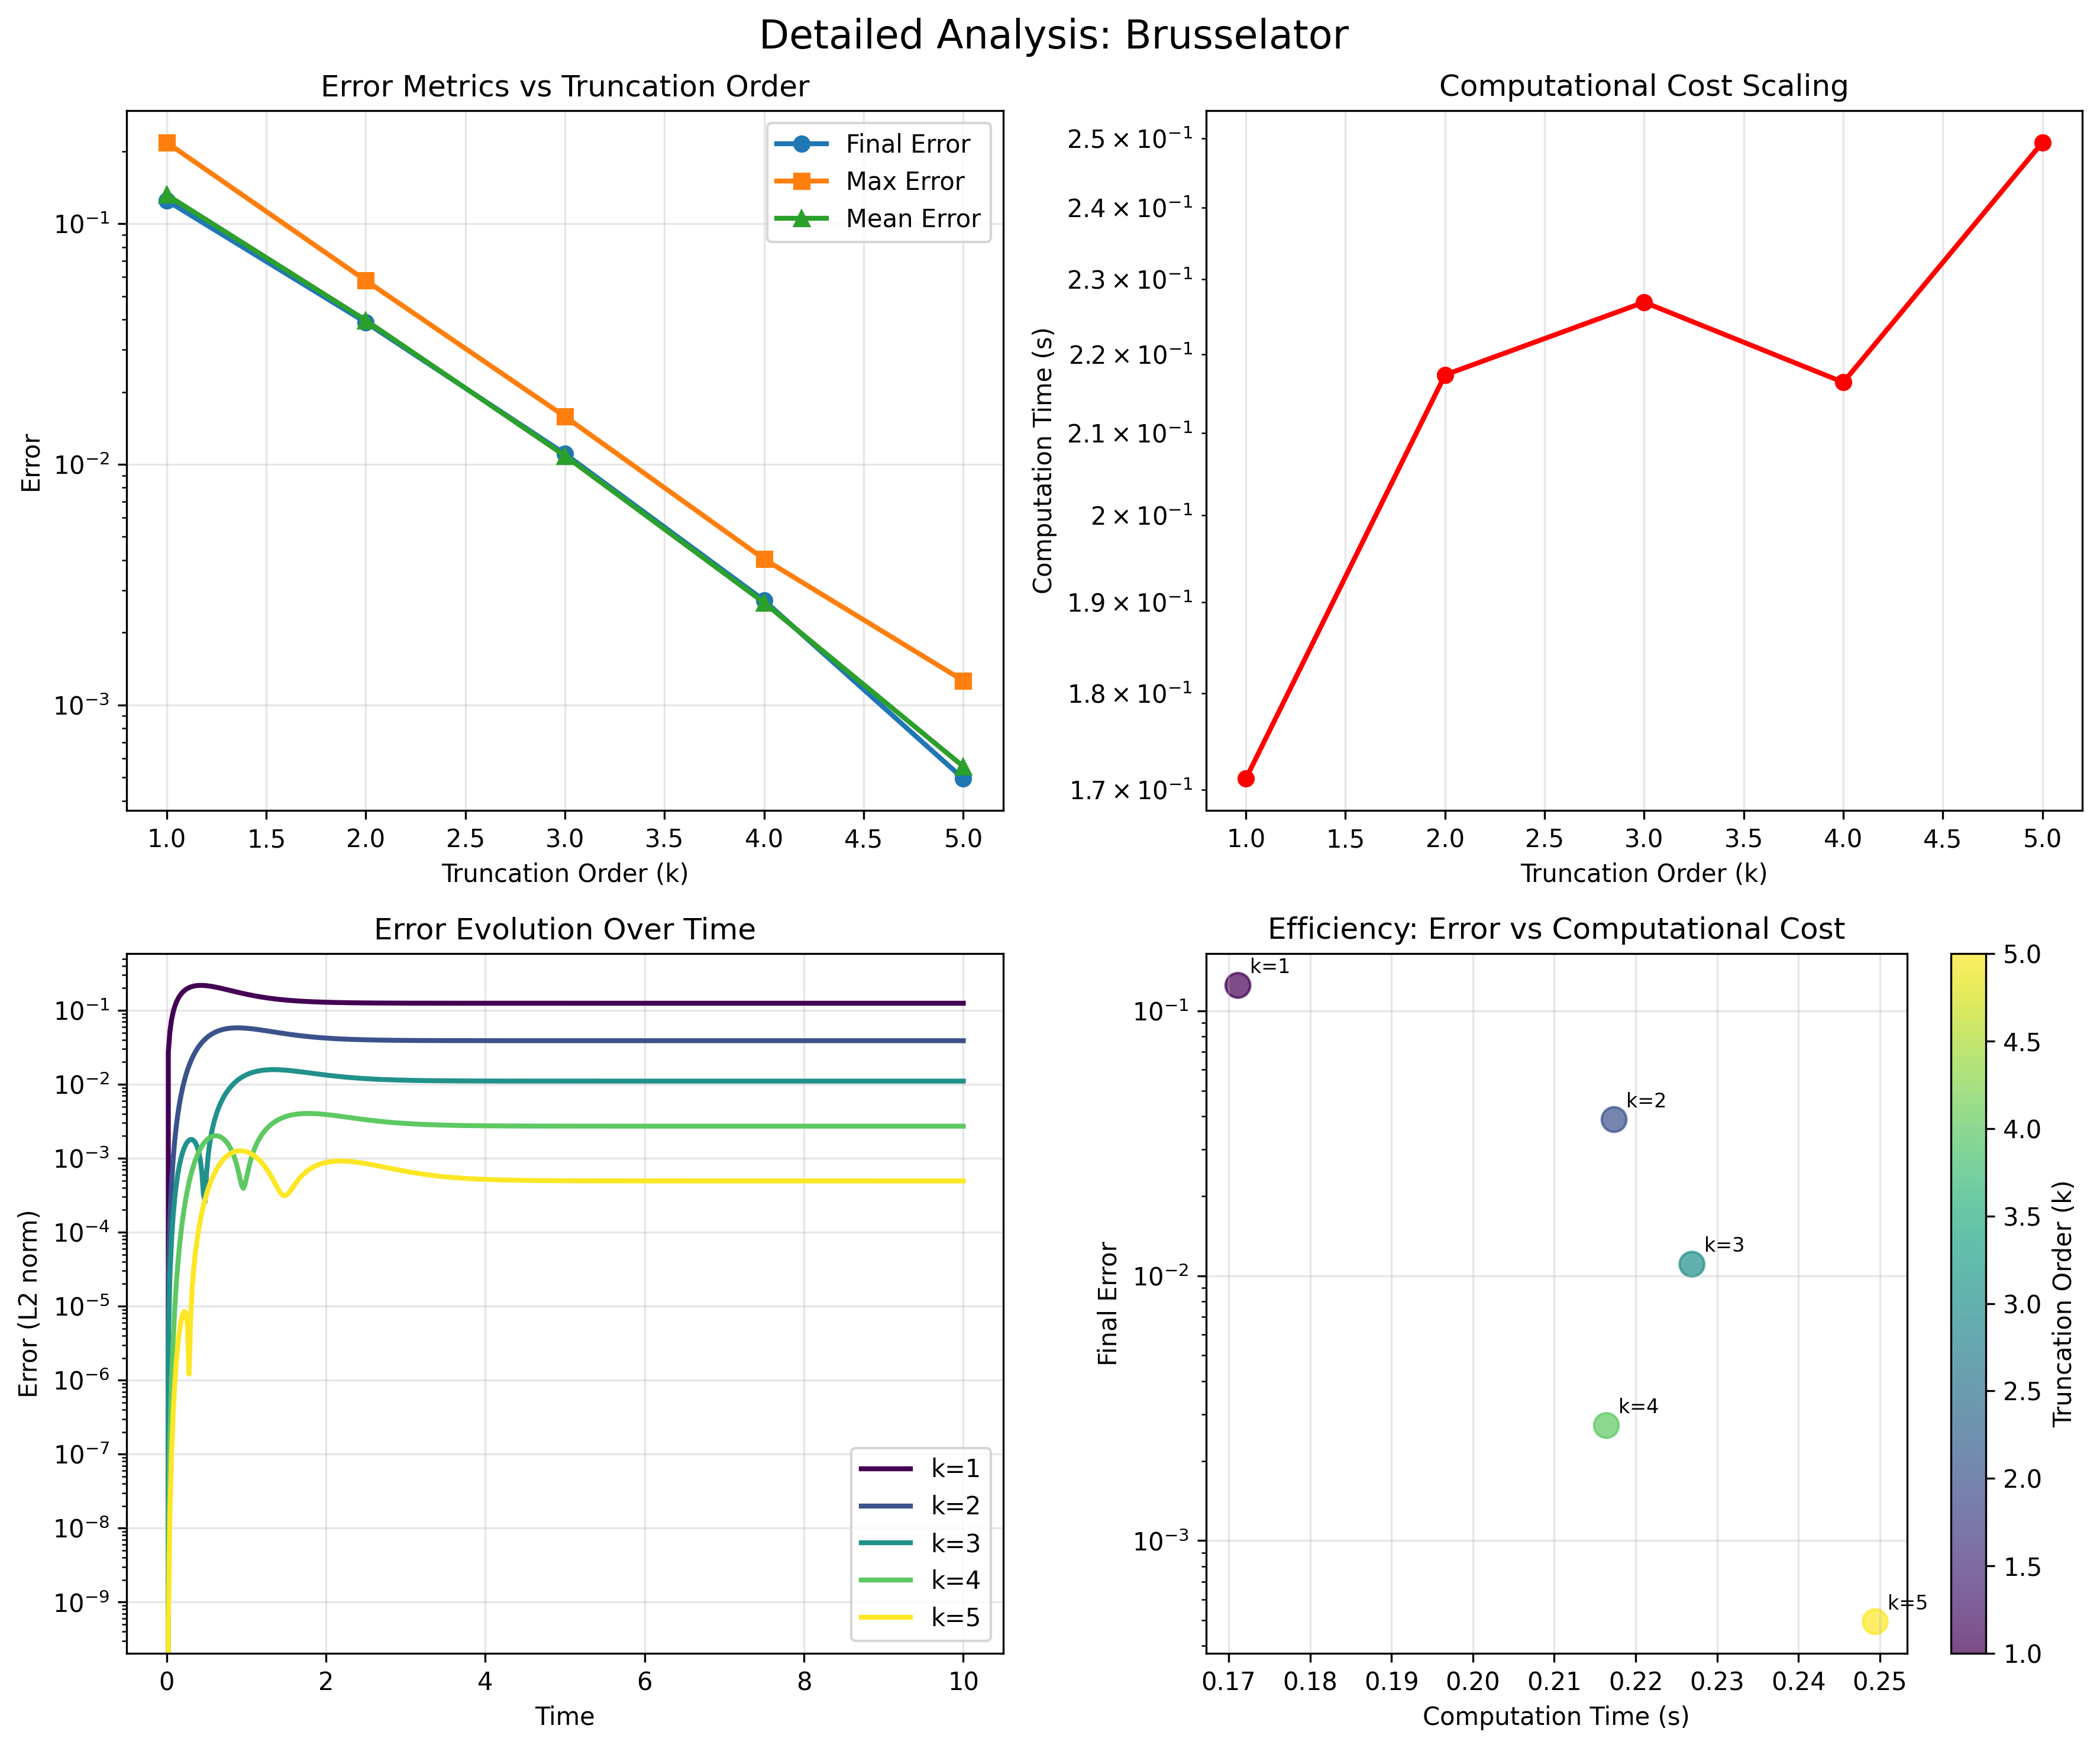 Detailed Analysis: Brusselator
Error Metrics vs Truncation Order
Error
10⁻¹
10⁻²
10⁻³
Final Error
Max Error
Mean Error
1.0 1.5 2.0 2.5 3.0 3.5 4.0 4.5 5.0
Truncation Order (k)
Computational Cost Scaling
Computation Time (s)
2.5 × 10⁻¹
2.4 × 10⁻¹
2.3 × 10⁻¹
2.2 × 10⁻¹
2.1 × 10⁻¹
2 × 10⁻¹
1.9 × 10⁻¹
1.8 × 10⁻¹
1.7 × 10⁻¹
1.0 1.5 2.0 2.5 3.0 3.5 4.0 4.5 5.0
Truncation Order (k)
Error Evolution Over Time
Error (L2 norm)
10⁻¹
10⁻²
10⁻³
10⁻⁴
10⁻⁵
10⁻⁶
10⁻⁷
10⁻⁸
10⁻⁹
k=1
k=2
k=3
k=4
k=5
0 2 4 6 8 10
Time
Efficiency: Error vs Computational Cost
Final Error
10⁻¹
10⁻²
10⁻³
k=1
k=2
k=3
k=4
k=5
0.17 0.18 0.19 0.20 0.21 0.22 0.23 0.24 0.25
Computation Time (s)
5.0
4.5
4.0
3.5
3.0
2.5
2.0
1.5
1.0
Truncation Order (k)